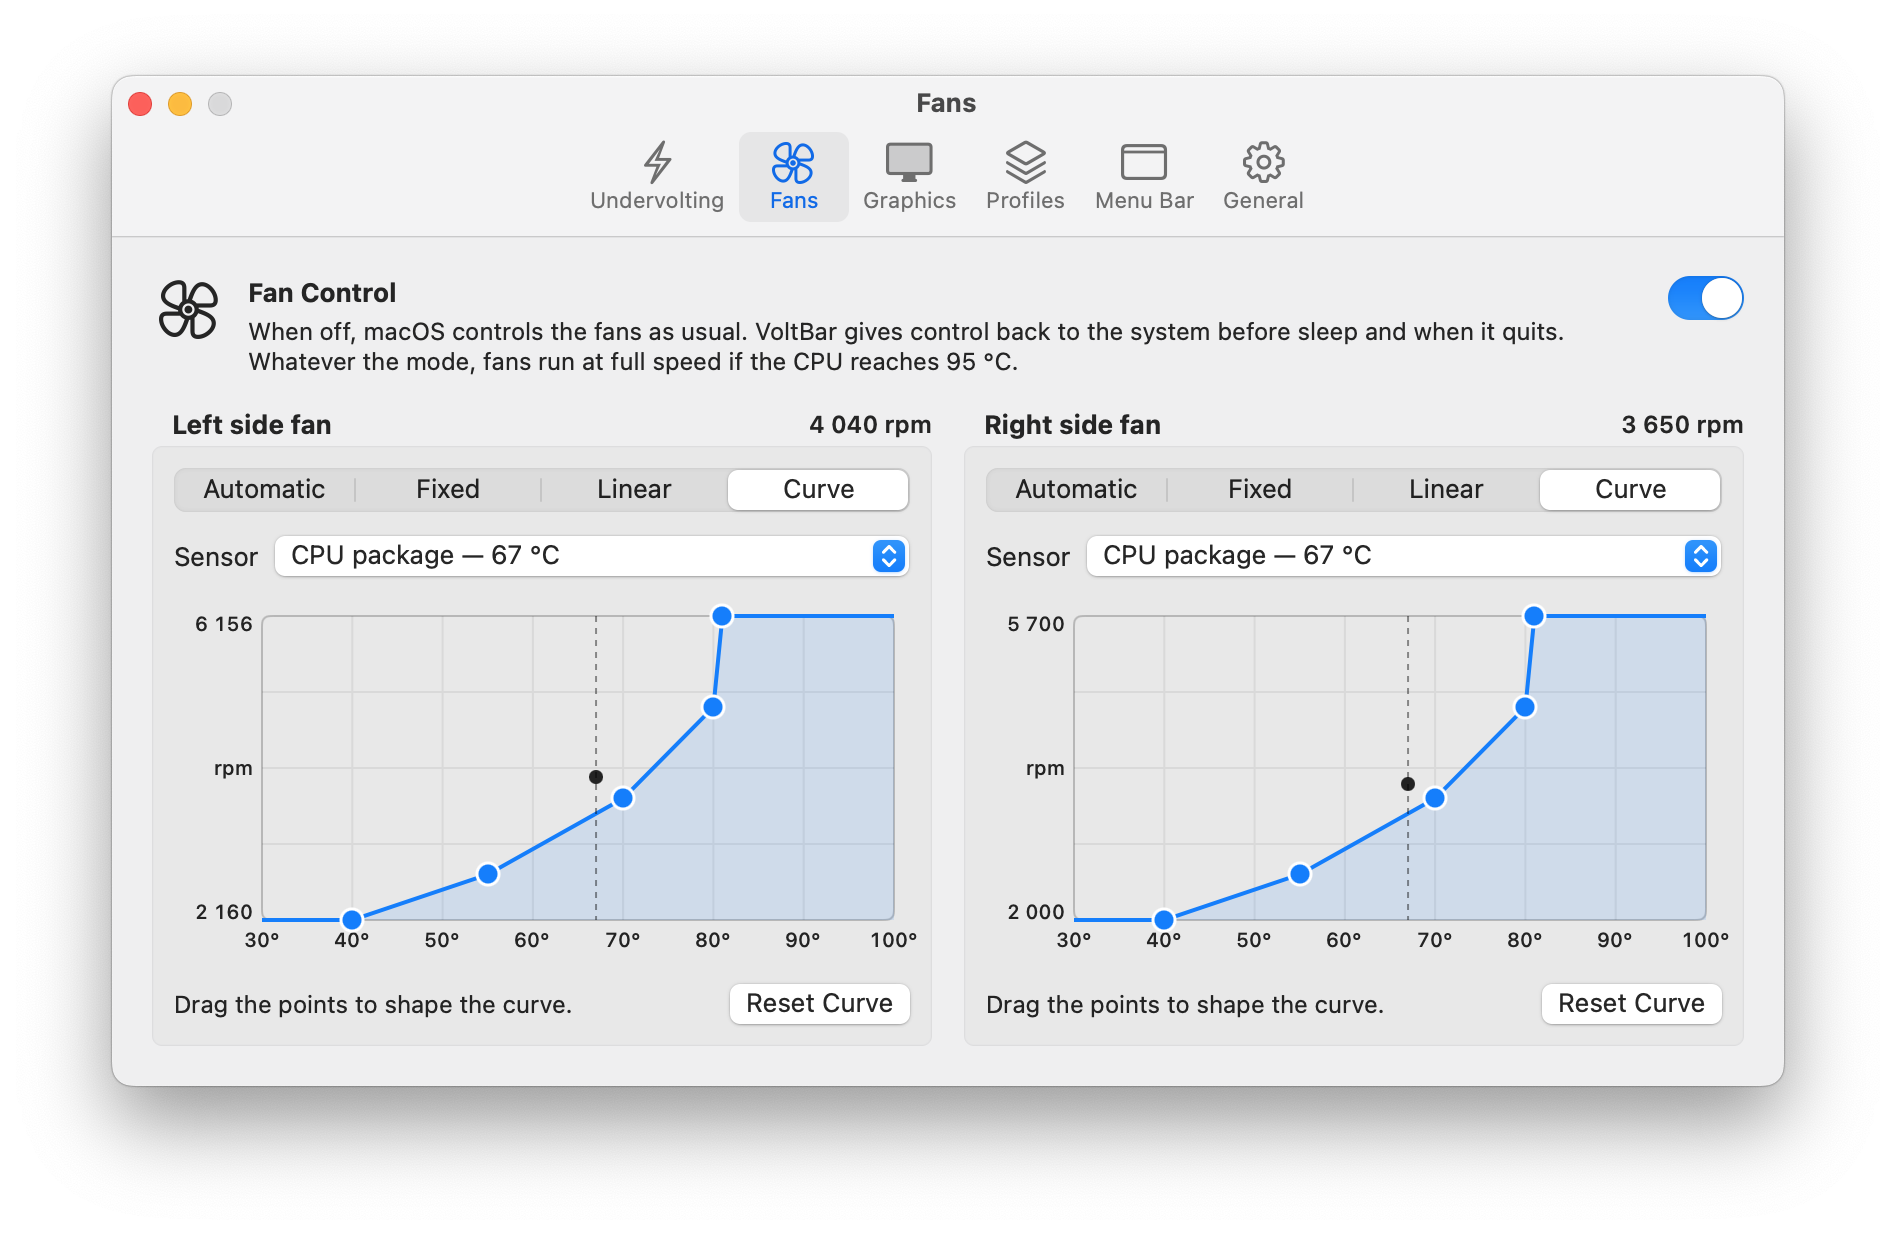 Fans
Undervolting
Fans
Graphics
Profiles
Menu Bar
General
Fan Control
When off, macOS controls the fans as usual. VoltBar gives control back to the system before sleep and when it quits.
Whatever the mode, fans run at full speed if the CPU reaches 95 °C.
Left side fan
4 040 rpm
Automatic
Fixed
Linear
Curve
Sensor
CPU package — 67 °C
6 156
rpm
2 160
30°
40°
50°
60°
70°
80°
90°
100°
Drag the points to shape the curve.
Reset Curve
Right side fan
3 650 rpm
Automatic
Fixed
Linear
Curve
Sensor
CPU package — 67 °C
5 700
rpm
2 000
30°
40°
50°
60°
70°
80°
90°
100°
Drag the points to shape the curve.
Reset Curve